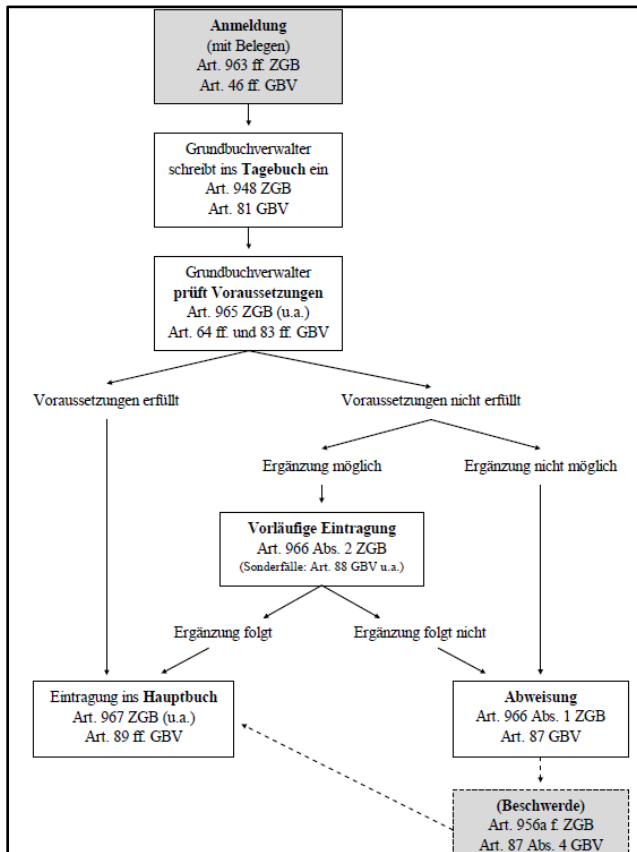 Anmeldung
(mit Belegen)
Art. 963 ff. ZGB
Art. 46 ff. GBV
Grundbuchverwalter
schreibt ins Tagebuch ein
Art. 948 ZGB
Art. 81 GBV
Grundbuchverwalter
prüft Voraussetzungen
Art. 965 ZGB (u.a.)
Art. 64 ff. und 83 ff. GBV
Voraussetzungen erfüllt
Voraussetzungen nicht erfüllt
Ergänzung möglich
Ergänzung nicht möglich
Vorläufige Eintragung
Art. 966 Abs. 2 ZGB
(Sonderfälle: Art. 88 GBV u.a.)
Ergänzung folgt
Ergänzung folgt nicht
Eintragung ins Hauptbuch
Art. 967 ZGB (u.a.)
Art. 89 ff. GBV
Abweisung
Art. 966 Abs. 1 ZGB
Art. 87 GBV
(Beschwerde)
Art. 956a f. ZGB
Art. 87 Abs. 4 GBV